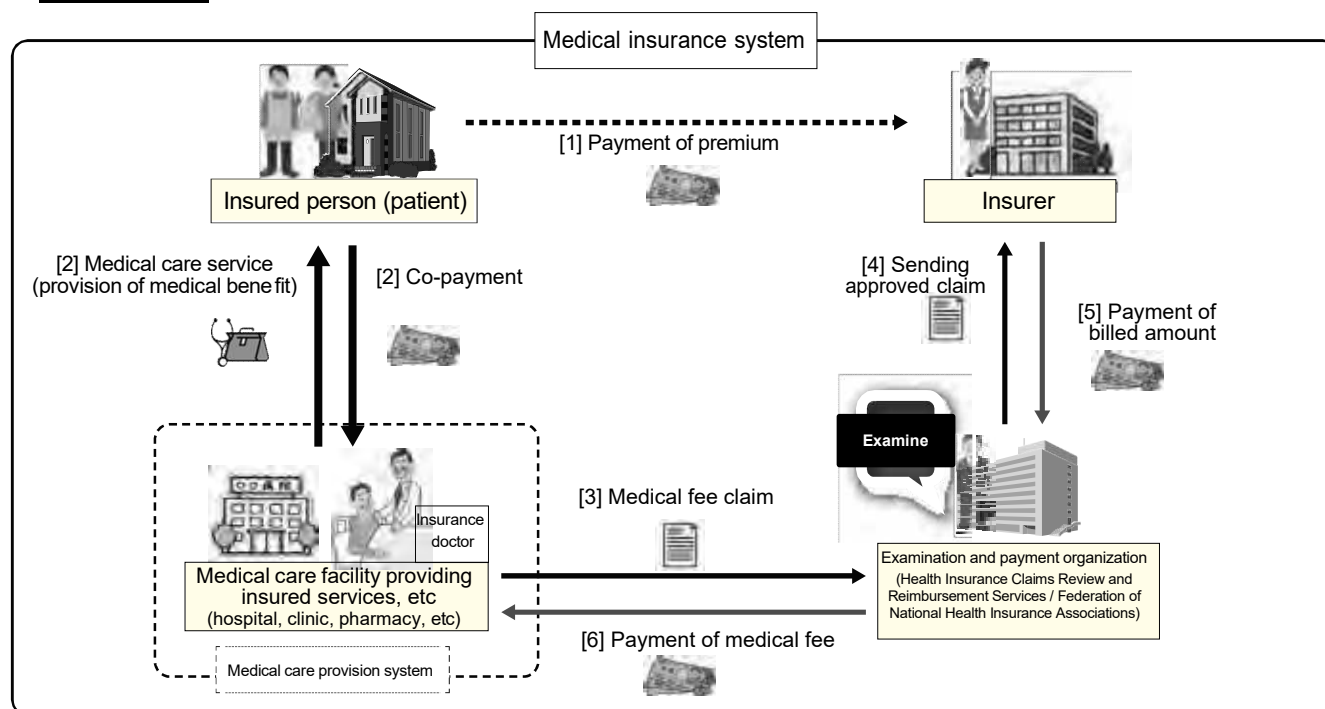 Medical insurance system
[1] Payment of premium
Insured person (patient)
Insurer
[2] Medical care service
(provision of medical benefit)
[2] Co-payment
[4] Sending
approved claim
[5] Payment of
billed amount
Examine
[3] Medical fee claim
Insurance
doctor
Medical care facility providing
insured services, etc
(hospital, clinic, pharmacy, etc)
Examination and payment organization
(Health Insurance Claims Review and
Reimbursement Services / Federation of
National Health Insurance Associations)
[6] Payment of medical fee
Medical care provision system